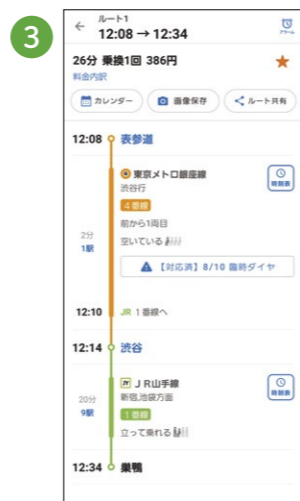 3
ルート1
12:08 → 12:34
アラーム
26分 乗換1回 386円
料金内訳
カレンダー
画像保存
ルート共有
12:08 表参道
東京メトロ銀座線
時刻表
渋谷行
4番線
前から1両目
2分
1駅
空いている
【対応済】8/10 臨時ダイヤ
12:10 JR 1番線へ
12:14 渋谷
JR ＪＲ山手線
時刻表
新宿,池袋方面
20分
9駅
1番線
立って乗れる
12:34 巣鴨